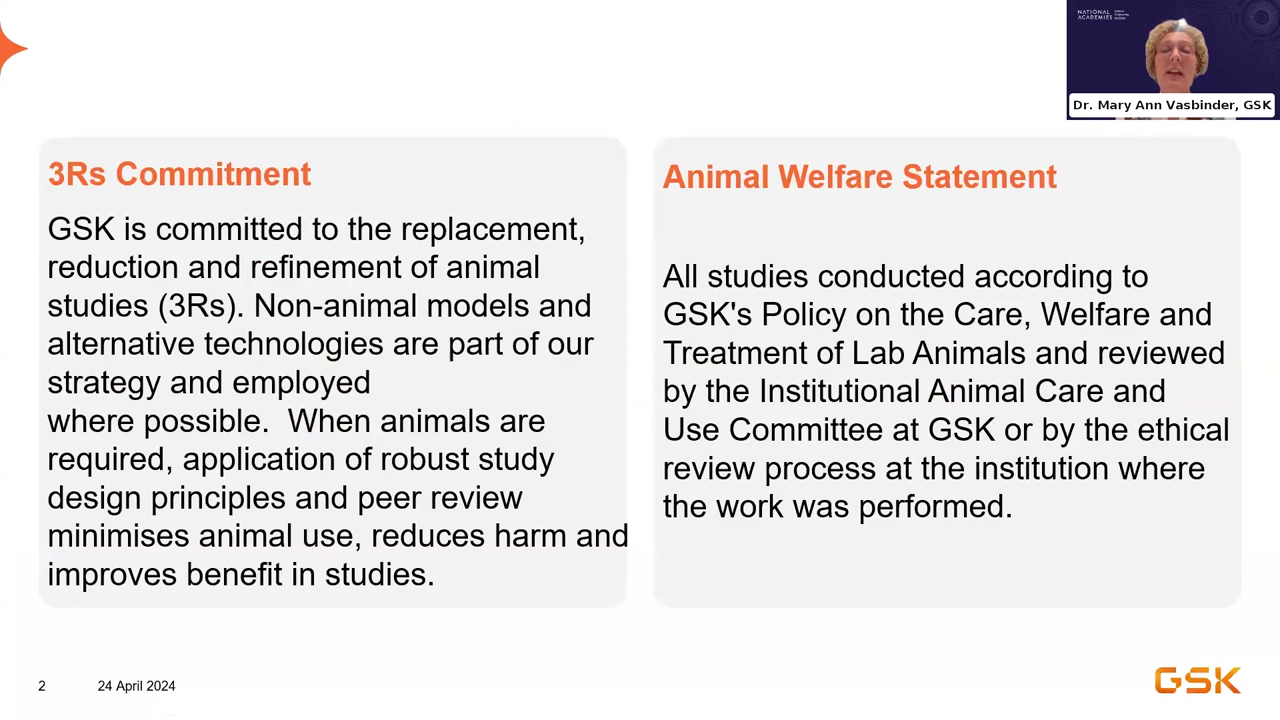 NATIONAL
ACADEMIES
Dr. Mary Ann Vasbinder, GSK
3Rs Commitment
GSK is committed to the replacement,
reduction and refinement of animal
studies (3Rs). Non-animal models and
alternative technologies are part of our
strategy and employed
where possible.  When animals are
required, application of robust study
design principles and peer review
minimises animal use, reduces harm and
improves benefit in studies.
Animal Welfare Statement
All studies conducted according to
GSK's Policy on the Care, Welfare and
Treatment of Lab Animals and reviewed
by the Institutional Animal Care and
Use Committee at GSK or by the ethical
review process at the institution where
the work was performed.
2
24 April 2024
GSK